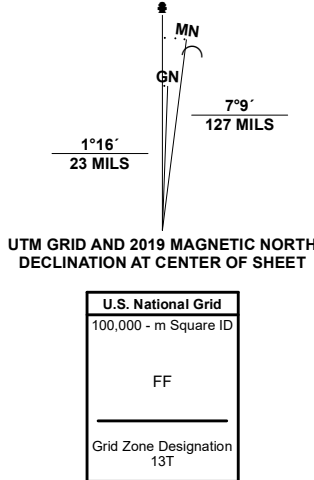 MN
GN
7°9´
127 MILS
1°16´
23 MILS
UTM GRID AND 2019 MAGNETIC NORTH
DECLINATION AT CENTER OF SHEET
U.S. National Grid
100,000 - m Square ID
FF
Grid Zone Designation
13T